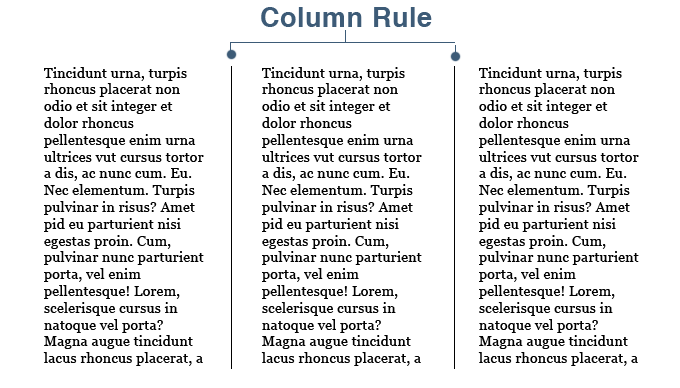 Column Rule
Tincidunt urna, turpis
rhoncus placerat non
odio et sit integer et
dolor rhoncus
pellentesque enim urna
ultrices vut cursus tortor
a dis, ac nunc cum. Eu.
Nec elementum. Turpis
pulvinar in risus? Amet
pid eu parturient nisi
egestas proin. Cum,
pulvinar nunc parturient
porta, vel enim
pellentesque! Lorem,
scelerisque cursus in
natoque vel porta?
Magna augue tincidunt
lacus rhoncus placerat, a
Tincidunt urna, turpis
rhoncus placerat non
odio et sit integer et
dolor rhoncus
pellentesque enim urna
ultrices vut cursus tortor
a dis, ac nunc cum. Eu.
Nec elementum. Turpis
pulvinar in risus? Amet
pid eu parturient nisi
egestas proin. Cum,
pulvinar nunc parturient
porta, vel enim
pellentesque! Lorem,
scelerisque cursus in
natoque vel porta?
Magna augue tincidunt
lacus rhoncus placerat, a
Tincidunt urna, turpis
rhoncus placerat non
odio et sit integer et
dolor rhoncus
pellentesque enim urna
ultrices vut cursus tortor
a dis, ac nunc cum. Eu.
Nec elementum. Turpis
pulvinar in risus? Amet
pid eu parturient nisi
egestas proin. Cum,
pulvinar nunc parturient
porta, vel enim
pellentesque! Lorem,
scelerisque cursus in
natoque vel porta?
Magna augue tincidunt
lacus rhoncus placerat, a